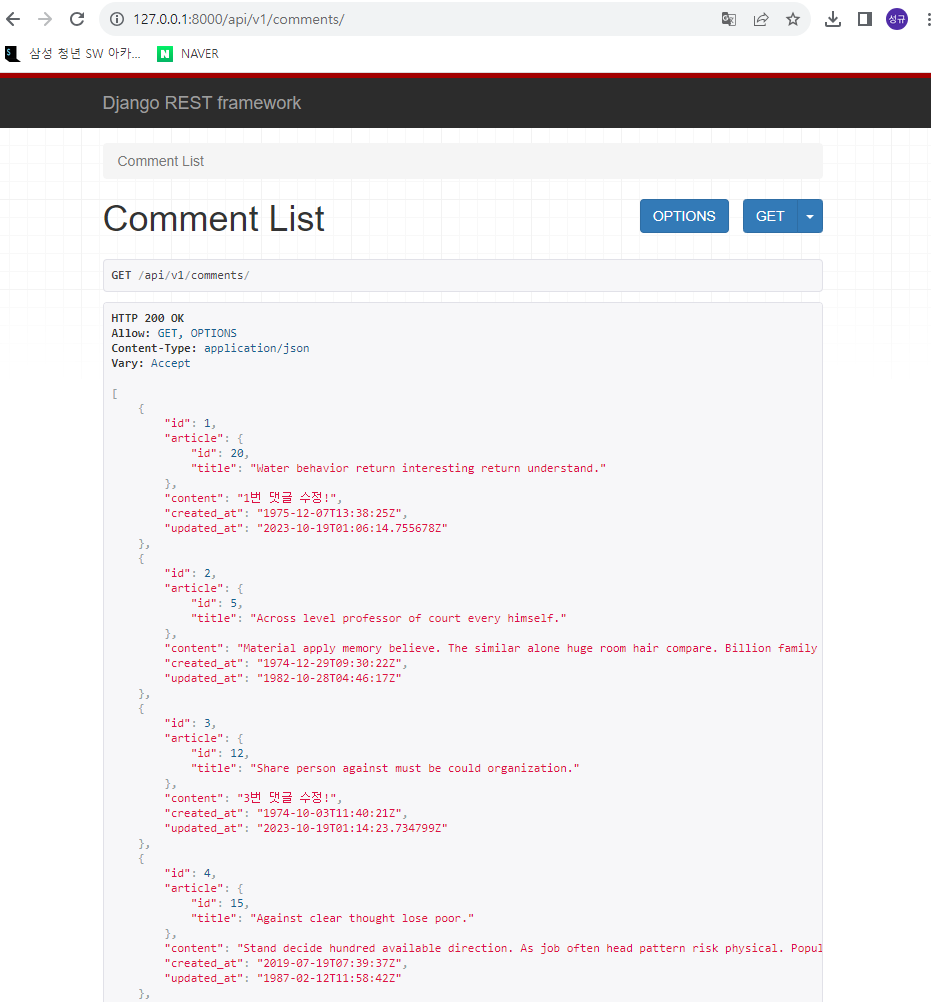 127.0.0.1:8000/api/v1/comments/
성규
삼성 청년 SW 아카... N NAVER
Django REST framework
Comment List
Comment List OPTIONS GET
GET /api/v1/comments/
HTTP 200 OK
Allow: GET, OPTIONS
Content-Type: application/json
Vary: Accept
[
{
"id": 1,
"article": {
"id": 20,
"title": "Water behavior return interesting return understand."
},
"content": "1번 댓글 수정!",
"created_at": "1975-12-07T13:38:25Z",
"updated_at": "2023-10-19T01:06:14.755678Z"
},
{
"id": 2,
"article": {
"id": 5,
"title": "Across level professor of court every himself."
},
"content": "Material apply memory believe. The similar alone huge room hair compare. Billion family
"created_at": "1974-12-29T09:30:22Z",
"updated_at": "1982-10-28T04:46:17Z"
},
{
"id": 3,
"article": {
"id": 12,
"title": "Share person against must be could organization."
},
"content": "3번 댓글 수정!",
"created_at": "1974-10-03T11:40:21Z",
"updated_at": "2023-10-19T01:14:23.734799Z"
},
{
"id": 4,
"article": {
"id": 15,
"title": "Against clear thought lose poor."
},
"content": "Stand decide hundred available direction. As job often head pattern risk physical. Popul
"created_at": "2019-07-19T07:39:37Z",
"updated_at": "1987-02-12T11:58:42Z"
},